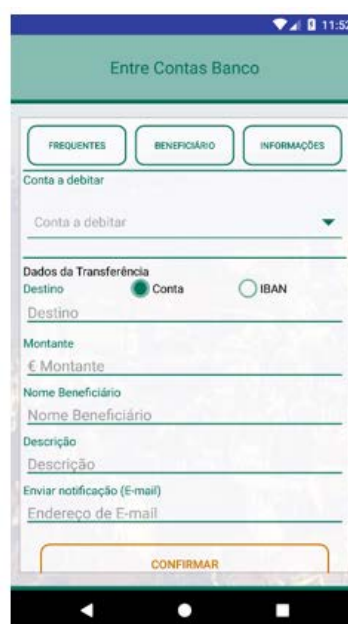 11:52
Entre Contas Banco
FREQUENTES BENEFICIÁRIO INFORMAÇÕES
Conta a debitar
Conta a debitar
Dados da Transferência
Destino Conta IBAN
Destino
Montante
€ Montante
Nome Beneficiário
Nome Beneficiário
Descrição
Descrição
Enviar notificação (E-mail)
Endereço de E-mail
CONFIRMAR